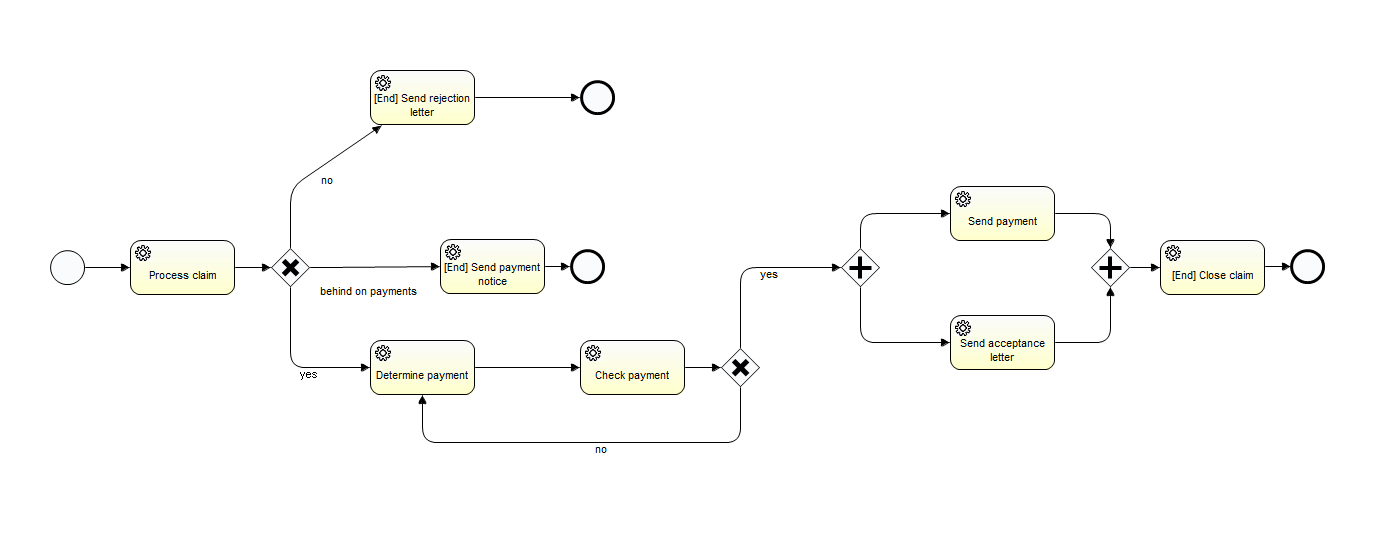 [End] Send rejection
letter
no
Process claim
[End] Send payment
notice
behind on payments
yes
Determine payment
Check payment
no
yes
Send payment
Send acceptance
letter
[End] Close claim